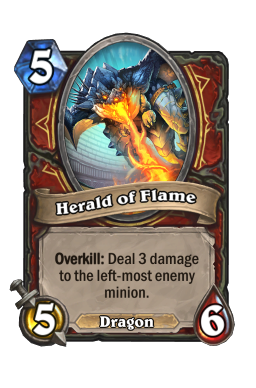 5
Herald of Flame
Overkill: Deal 3 damage
to the left-most enemy
minion.
5
Dragon
6